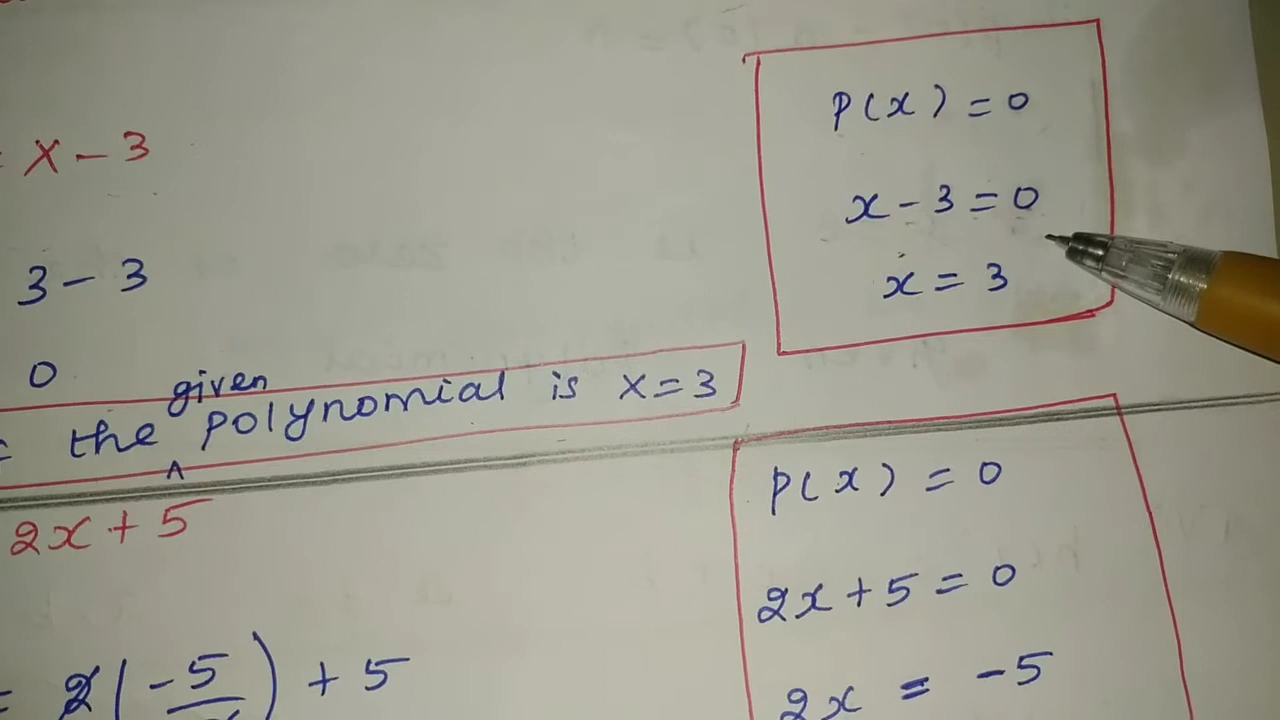 = x - 3
3 - 3
0
given
the ^ polynomial is x = 3
P(x) = 0
x - 3 = 0
x = 3
2x + 5
= 2(-5/
) + 5
P(x) = 0
2x + 5 = 0
2x = -5